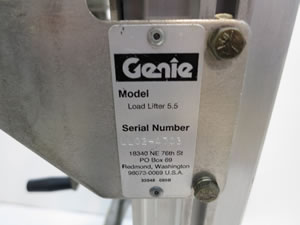 Genie
Model
Load Lifter 5.5
Serial Number
18340 NE 76th St
PO Box 69
Redmond, Washington
98073-0069 U.S.A.